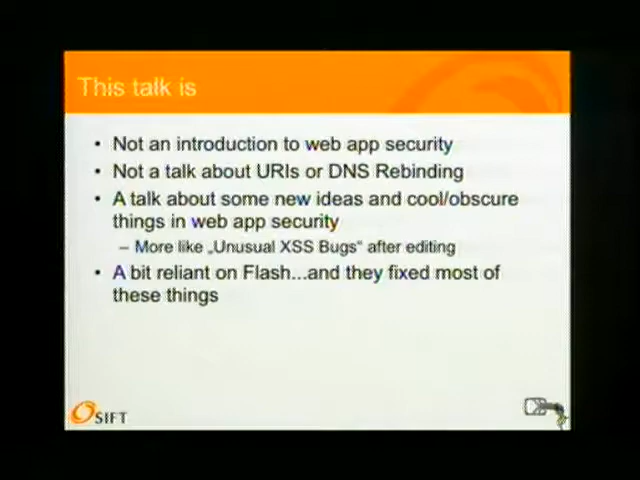 This talk is
• Not an introduction to web app security
• Not a talk about URIs or DNS Rebinding
• A talk about some new ideas and cool/obscure
things in web app security
– More like „Unusual XSS Bugs“ after editing
• A bit reliant on Flash...and they fixed most of
these things
SIFT